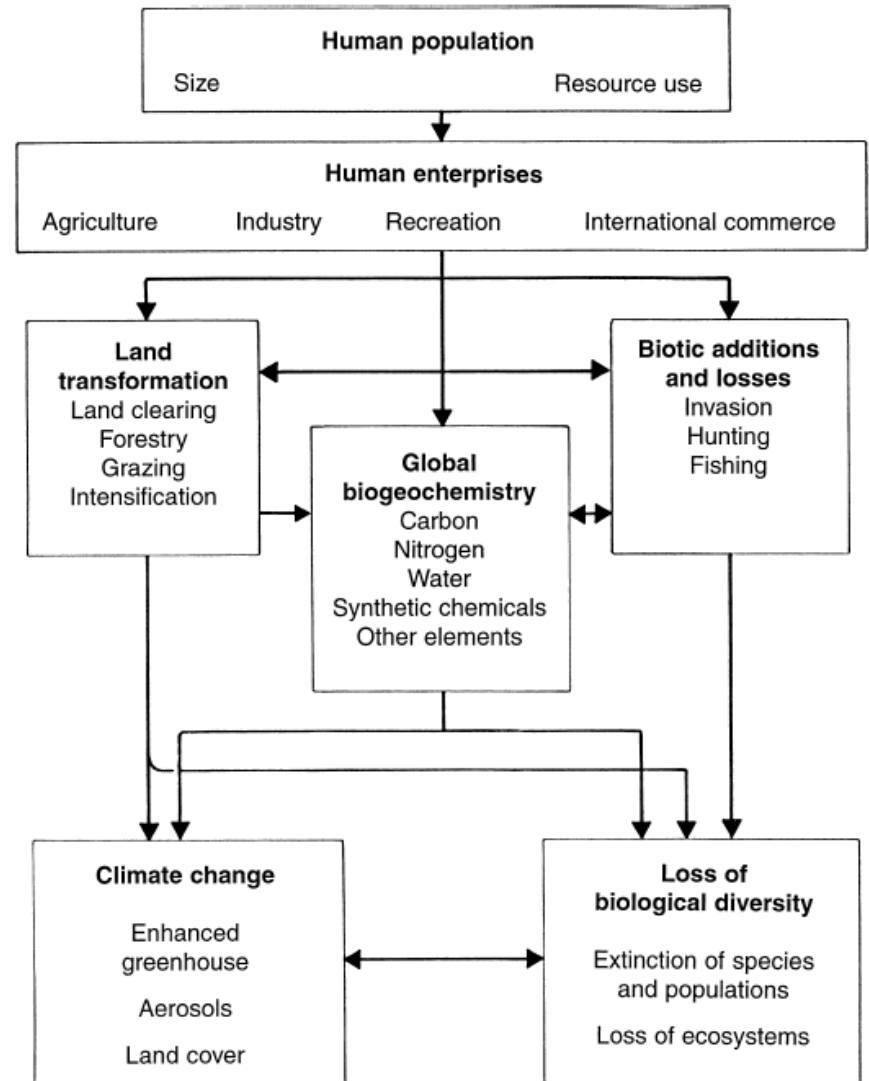 Human population
Size Resource use
Human enterprises
Agriculture Industry Recreation International commerce
Land
transformation
Land clearing
Forestry
Grazing
Intensification
Biotic additions
and losses
Invasion
Hunting
Fishing
Global
biogeochemistry
Carbon
Nitrogen
Water
Synthetic chemicals
Other elements
Climate change
Enhanced
greenhouse
Aerosols
Land cover
Loss of
biological diversity
Extinction of species
and populations
Loss of ecosystems